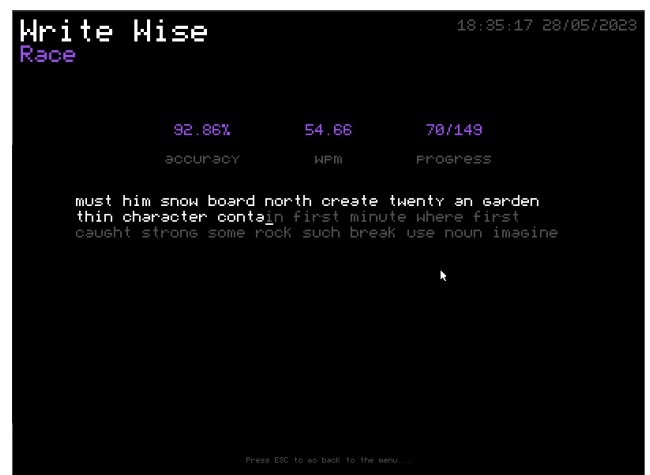 Write Wise
18:35:17 28/05/2023
Race
92.86% 54.66 70/149
accuracy WPM Progress
must him snow board north create twenty an garden
thin character contain first minute where first
caught strong some rock such break use noun imagine
Press ESC to go back to the menu...